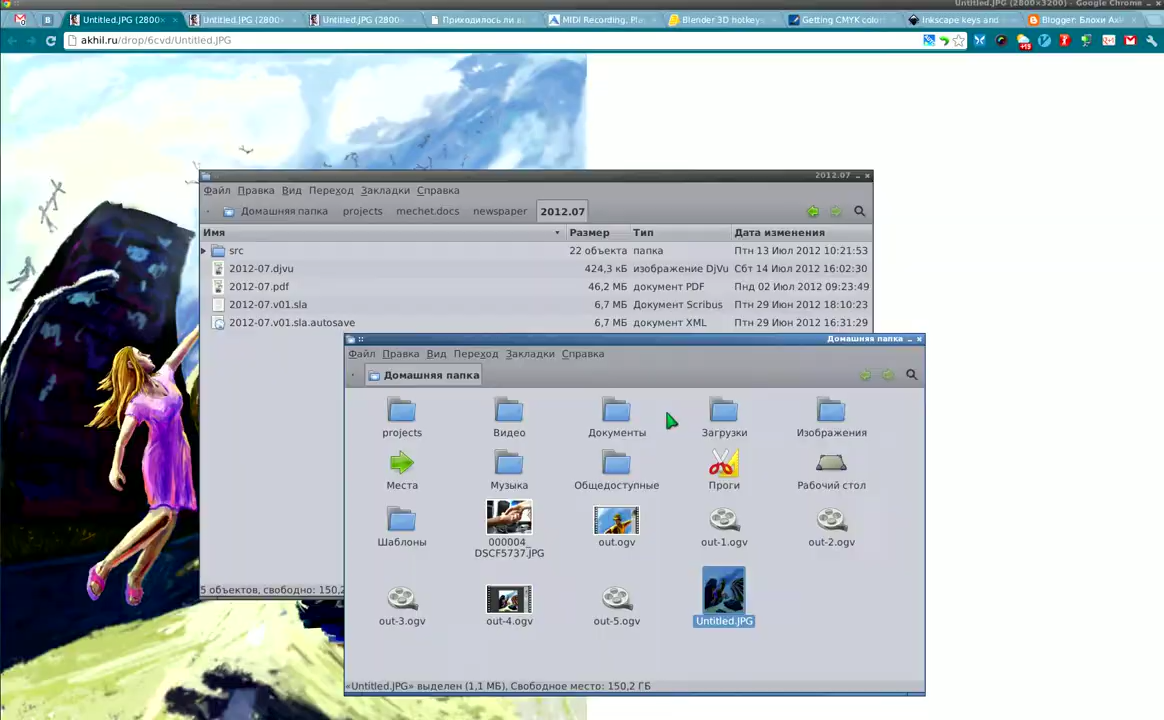 Untitled.JPG (2800×3200) - Google Chrome
Untitled.JPG (2800×
Untitled.JPG (2800×
Untitled.JPG (2800×
Приходилось ли в
MIDI Recording, Pl
Blender 3D hotkey
Getting CMYK colo
Inkscape keys and
Blogger: Блохи Ax
akhil.ru/drop/6cvd/Untitled.JPG
+15
2012.07
Файл Правка Вид Переход Закладки Справка
Домашняя папка projects mechet.docs newspaper 2012.07
Имя Размер Тип Дата изменения
src 22 объекта папка Птн 13 Июл 2012 10:21:53
2012-07.djvu 424,3 кБ изображение DjVu Сбт 14 Июл 2012 16:02:30
2012-07.pdf 46,2 МБ документ PDF Пнд 02 Июл 2012 09:23:49
2012-07.v01.sla 6,7 МБ Документ Scribus Птн 29 Июн 2012 18:10:23
2012-07.v01.sla.autosave 6,7 МБ документ XML Птн 29 Июн 2012 16:31:29
5 объектов, свободно: 150,2
Домашняя папка
Файл Правка Вид Переход Закладки Справка
Домашняя папка
projects Видео Документы Загрузки Изображения
Места Музыка Общедоступные Проги Рабочий стол
Шаблоны 000004_ out.ogv out-1.ogv out-2.ogv
DSCF5737.JPG
out-3.ogv out-4.ogv out-5.ogv Untitled.JPG
«Untitled.JPG» выделен (1,1 МБ), Свободное место: 150,2 ГБ